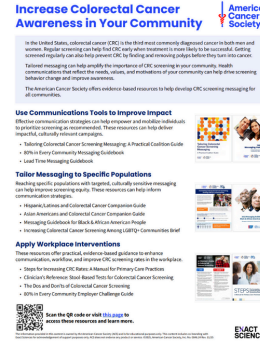 Increase Colorectal Cancer
Awareness in Your Community
American
Cancer
Society
In the United States, colorectal cancer (CRC) is the third most commonly diagnosed cancer in both men and
women. Regular screening can help find CRC early when treatment is more likely to be successful. Getting
screened regularly can also help prevent CRC by finding and removing polyps before they turn into cancer.
Tailored messaging can help amplify the importance of CRC screening in your community. Health
communications that reflect the needs, values, and motivations of your community can help drive screening
behavior change and improve awareness.
The American Cancer Society offers evidence-based resources to help develop CRC screening messaging for
all communities.
Use Communications Tools to Improve Impact
Effective communication strategies can help empower and mobilize individuals
to prioritize screening as recommended. These resources can help deliver
impactful, culturally relevant campaigns.
• Tailoring Colorectal Cancer Screening Messaging: A Practical Coalition Guide
• 80% in Every Community Messaging Guidebook
• Lead Time Messaging Guidebook
Tailor Messaging to Specific Populations
Reaching specific populations with targeted, culturally sensitive messaging
can help improve screening equity. These resources can help inform
communication strategies.
• Hispanic/Latinos and Colorectal Cancer Companion Guide
• Asian Americans and Colorectal Cancer Companion Guide
• Messaging Guidebook for Black & African American People
• Increasing Colorectal Cancer Screening Among LGBTQ+ Communities Brief
Apply Workplace Interventions
These resources offer practical, evidence-based guidance to enhance
communication, workflow, and improve CRC screening rates in the workplace.
• Steps for Increasing CRC Rates: A Manual for Primary Care Practices
• Clinician's Reference: Stool-Based Tests for Colorectal Cancer Screening
• The Dos and Don'ts of Colorectal Cancer Screening
• 80% in Every Community Employer Challenge Guide
STEPS
Scan the QR code or visit this page to
access these resources and learn more.
EXACT
SCIENC